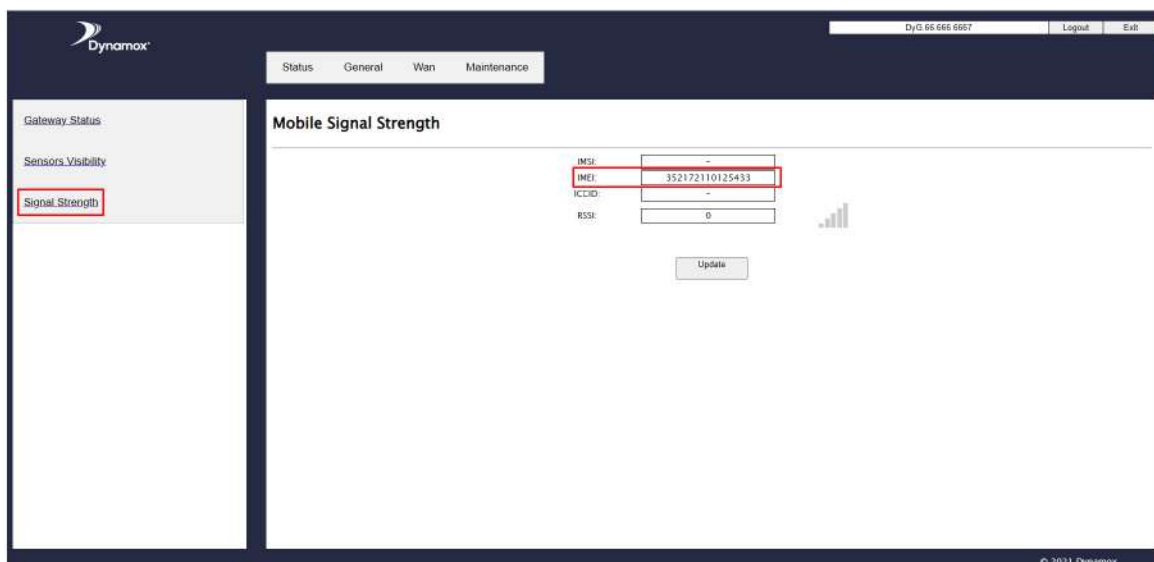 Dynamox
DyG.66.666.6667 Logout Exit
Status General Wan Maintenance
Gateway Status
Sensors Visibility
Signal Strength
Mobile Signal Strength
IMSI: -
IMEI: 352172110125433
ICCID: -
RSSI: 0
Update
© 2021 Dynamox